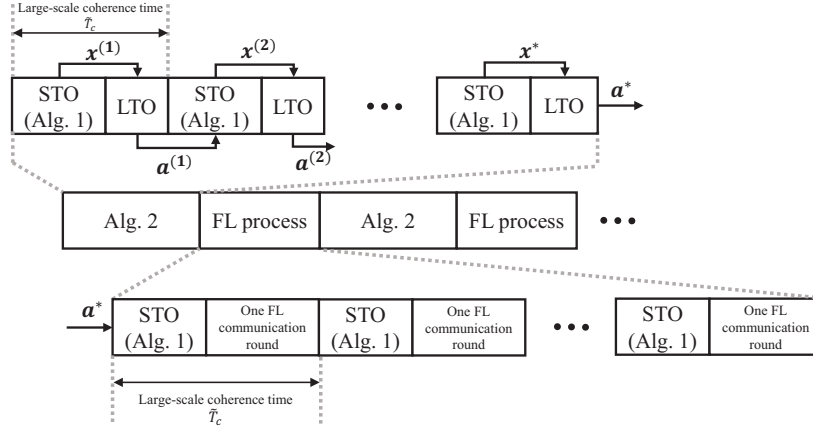 Large-scale coherence time
T̃_c
x^(1)
x^(2)
x^*
STO
(Alg. 1)
LTO
STO
(Alg. 1)
LTO
•••
STO
(Alg. 1)
LTO
a^*
a^(1)
a^(2)
Alg. 2
FL process
Alg. 2
FL process
•••
a^*
STO
(Alg. 1)
One FL
communication
round
STO
(Alg. 1)
One FL
communication
round
•••
STO
(Alg. 1)
One FL
communication
round
Large-scale coherence time
T̃_c